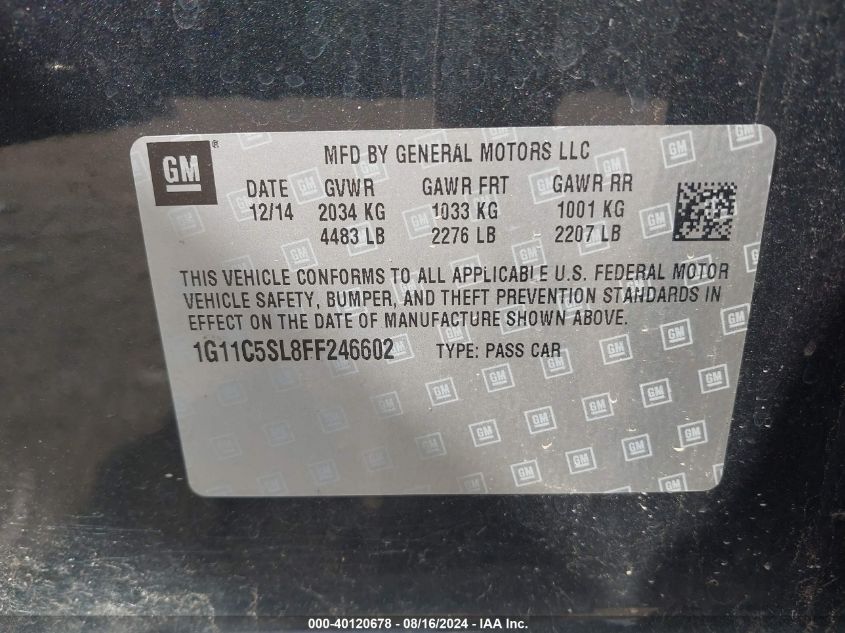 GM®
MFD BY GENERAL MOTORS LLC
DATE GVWR GAWR FRT GAWR RR
12/14 2034 KG 1033 KG 1001 KG
4483 LB 2276 LB 2207 LB
THIS VEHICLE CONFORMS TO ALL APPLICABLE U.S. FEDERAL MOTOR
VEHICLE SAFETY, BUMPER, AND THEFT PREVENTION STANDARDS IN
EFFECT ON THE DATE OF MANUFACTURE SHOWN ABOVE.
1G11C5SL8FF246602 TYPE: PASS CAR
000-40120678 - 08/16/2024 - IAA Inc.